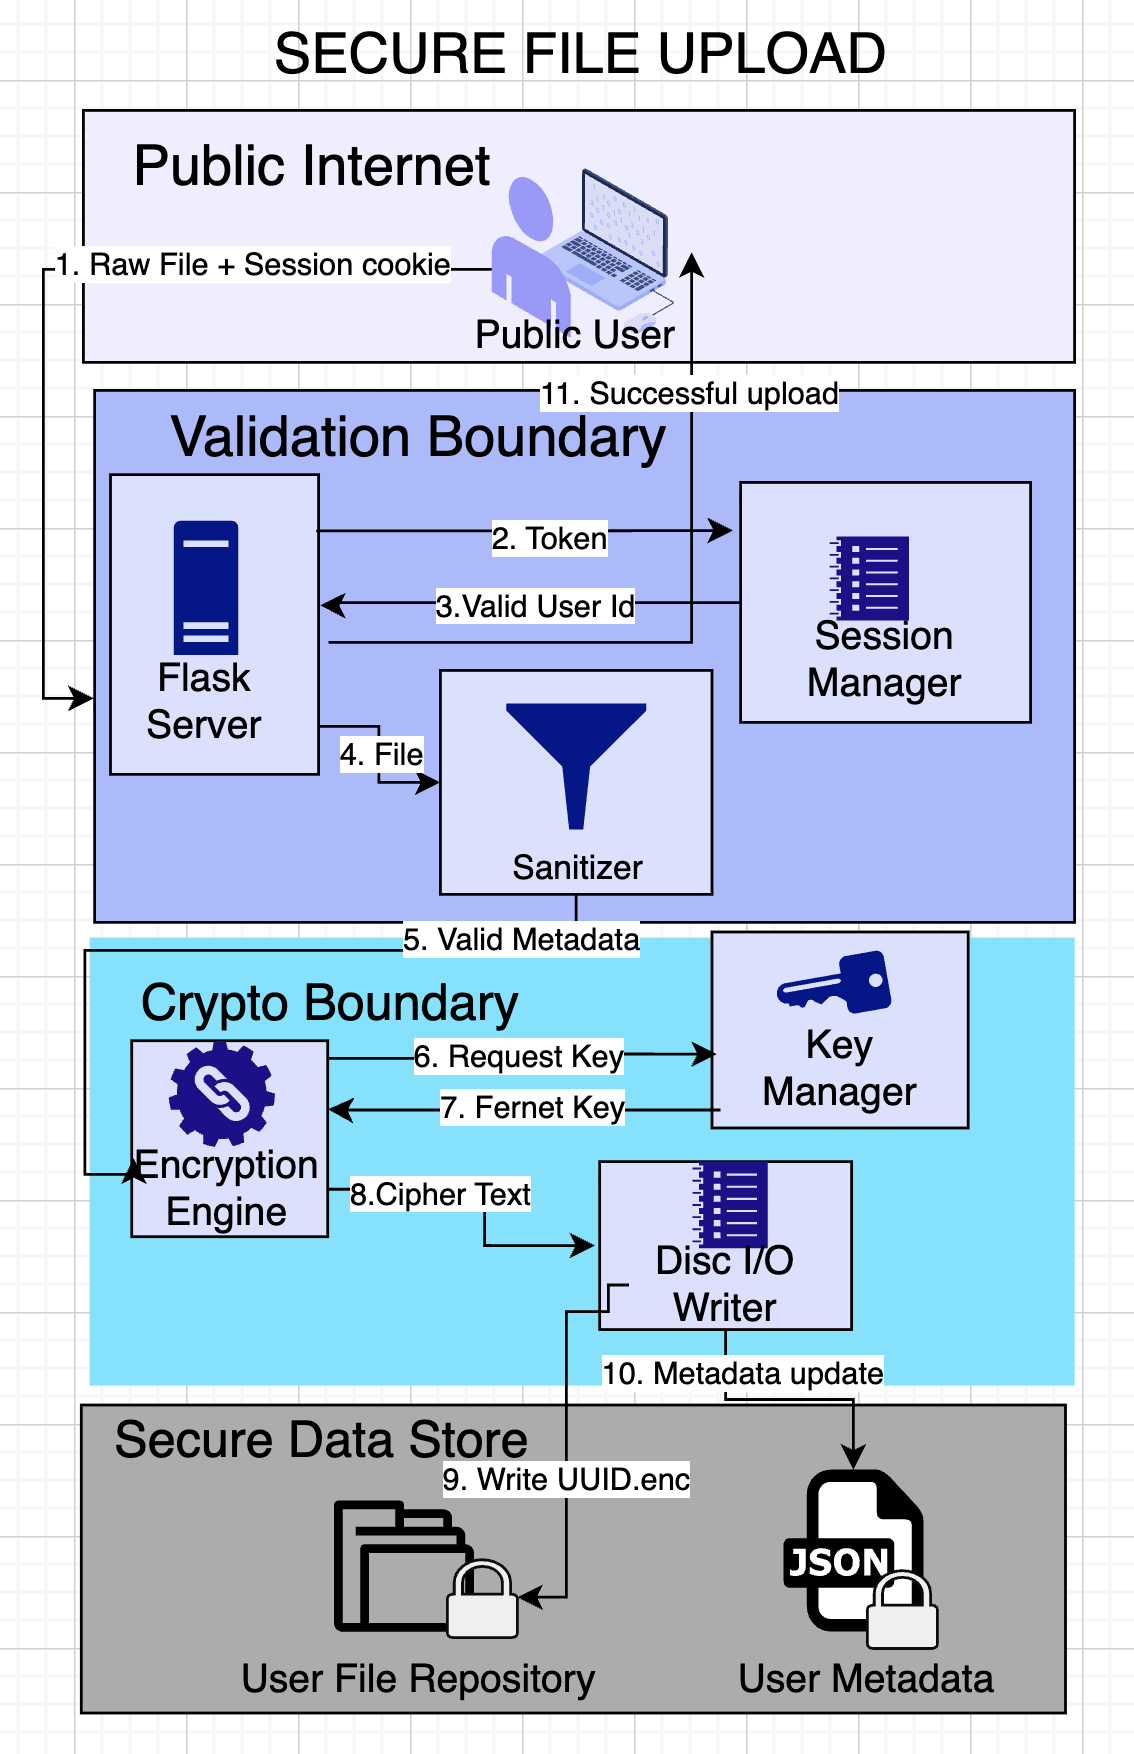 SECURE FILE UPLOAD
Public Internet
1. Raw File + Session cookie
Public User
11. Successful upload
Validation Boundary
2. Token
3.Valid User Id
Flask
Server
Session
Manager
4. File
Sanitizer
5. Valid Metadata
Crypto Boundary
6. Request Key
Key
Manager
7. Fernet Key
Encryption
Engine
8.Cipher Text
Disc I/O
Writer
10. Metadata update
Secure Data Store
9. Write UUID.enc
JSON
User File Repository
User Metadata